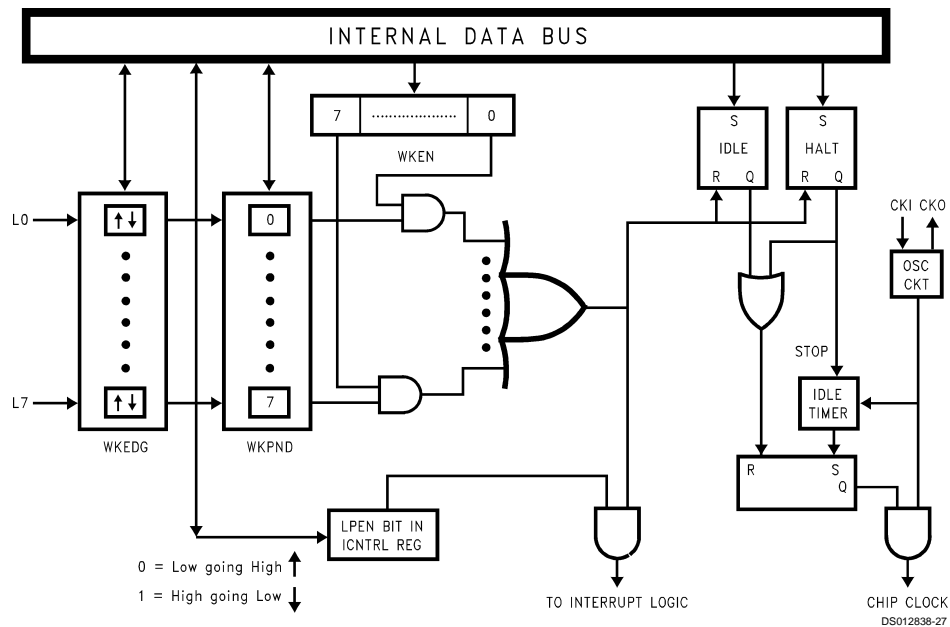 INTERNAL DATA BUS
7 .................... 0
WKEN
S
IDLE
R Q
S
HALT
R Q
CKI CKO
OSC
CKT
L0
↑↓
0
L7
↑↓
7
WKEDG
WKPND
STOP
IDLE
TIMER
R S
Q
LPEN BIT IN
ICNTRL REG
0 = Low going High ↑
1 = High going Low ↓
TO INTERRUPT LOGIC
CHIP CLOCK
DS012838-27